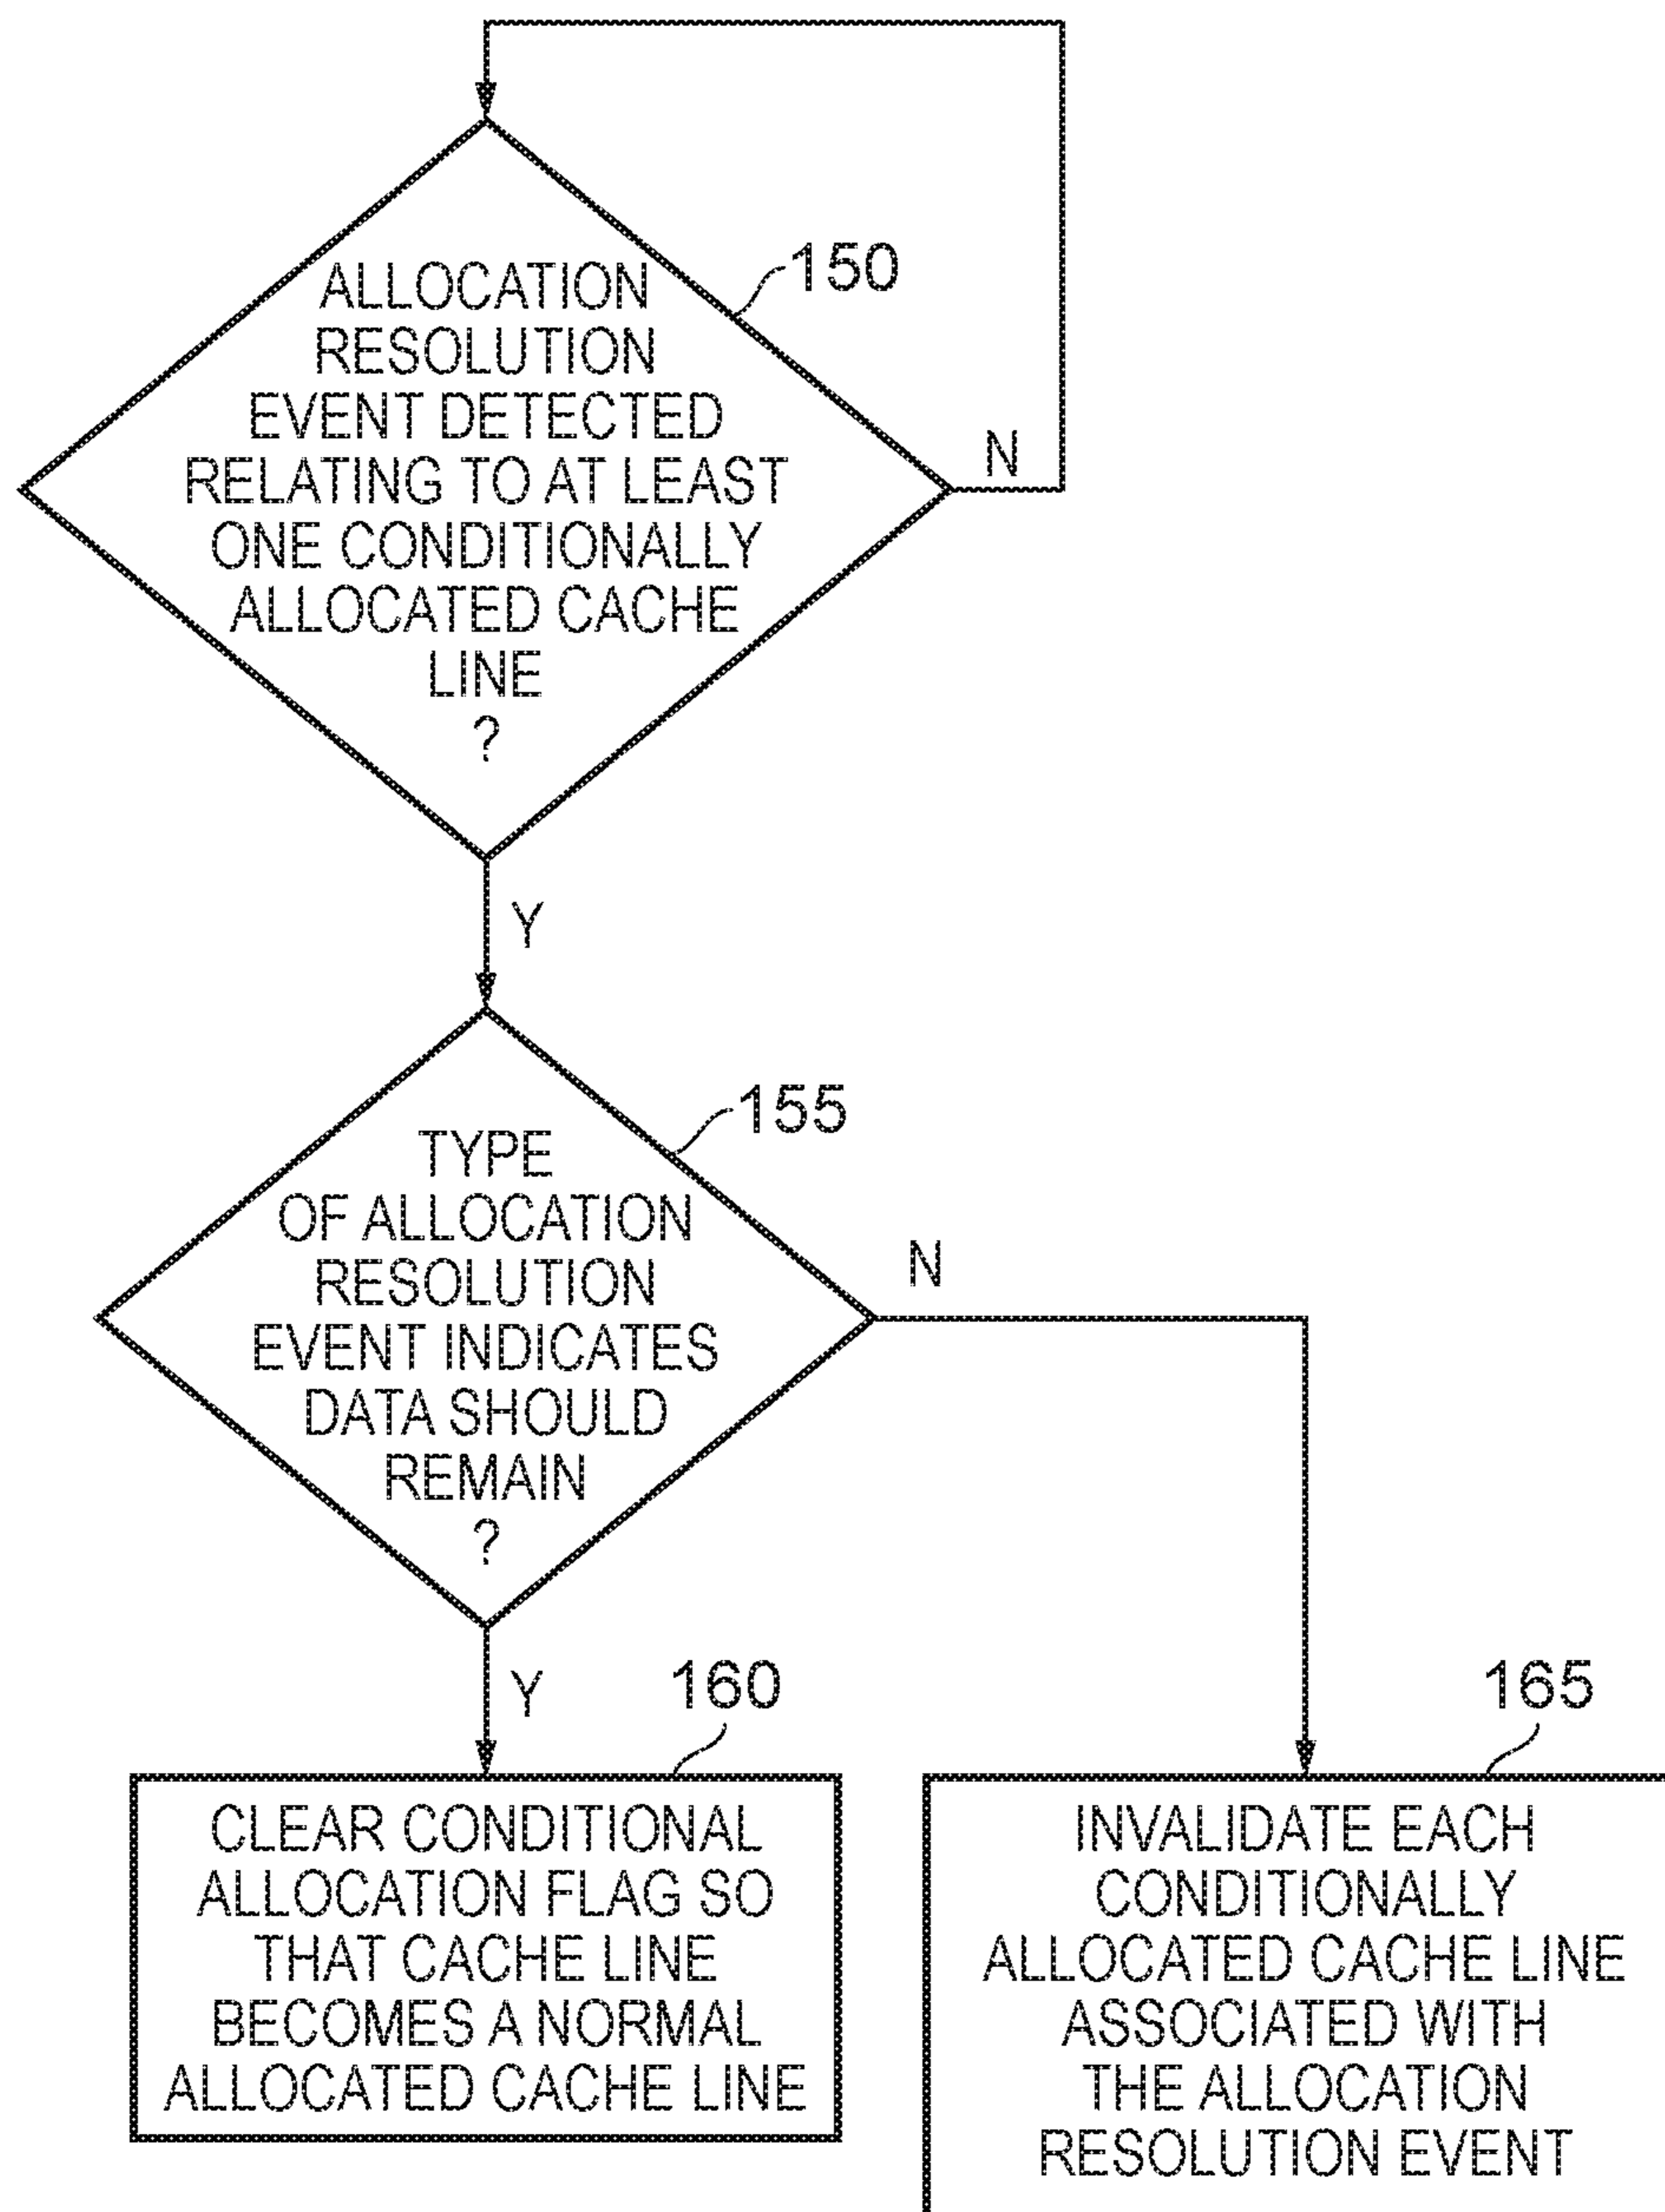 150
ALLOCATION
RESOLUTION
EVENT DETECTED
RELATING TO AT LEAST
ONE CONDITIONALLY
ALLOCATED CACHE
LINE
?
N
Y
155
TYPE
OF ALLOCATION
RESOLUTION
EVENT INDICATES
DATA SHOULD
REMAIN
?
N
Y
160
CLEAR CONDITIONAL
ALLOCATION FLAG SO
THAT CACHE LINE
BECOMES A NORMAL
ALLOCATED CACHE LINE
165
INVALIDATE EACH
CONDITIONALLY
ALLOCATED CACHE LINE
ASSOCIATED WITH
THE ALLOCATION
RESOLUTION EVENT